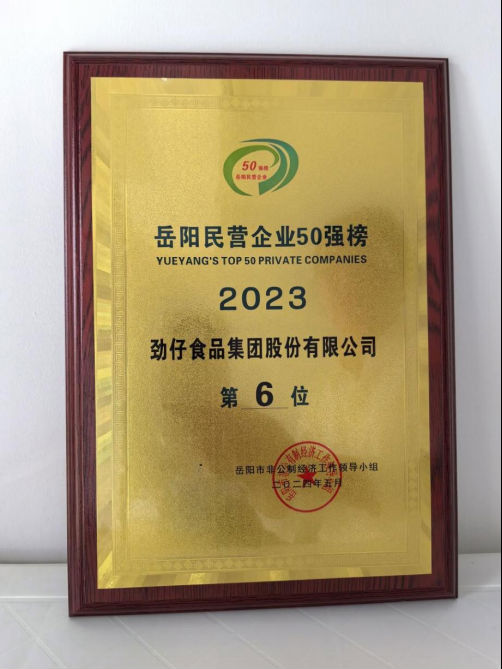 50强榜
岳阳民营企业
岳阳民营企业50强榜
YUEYANG'S TOP 50 PRIVATE COMPANIES
2023
劲仔食品集团股份有限公司
第 6 位
岳阳市非公制经济工作领导小组
二〇二四年五月